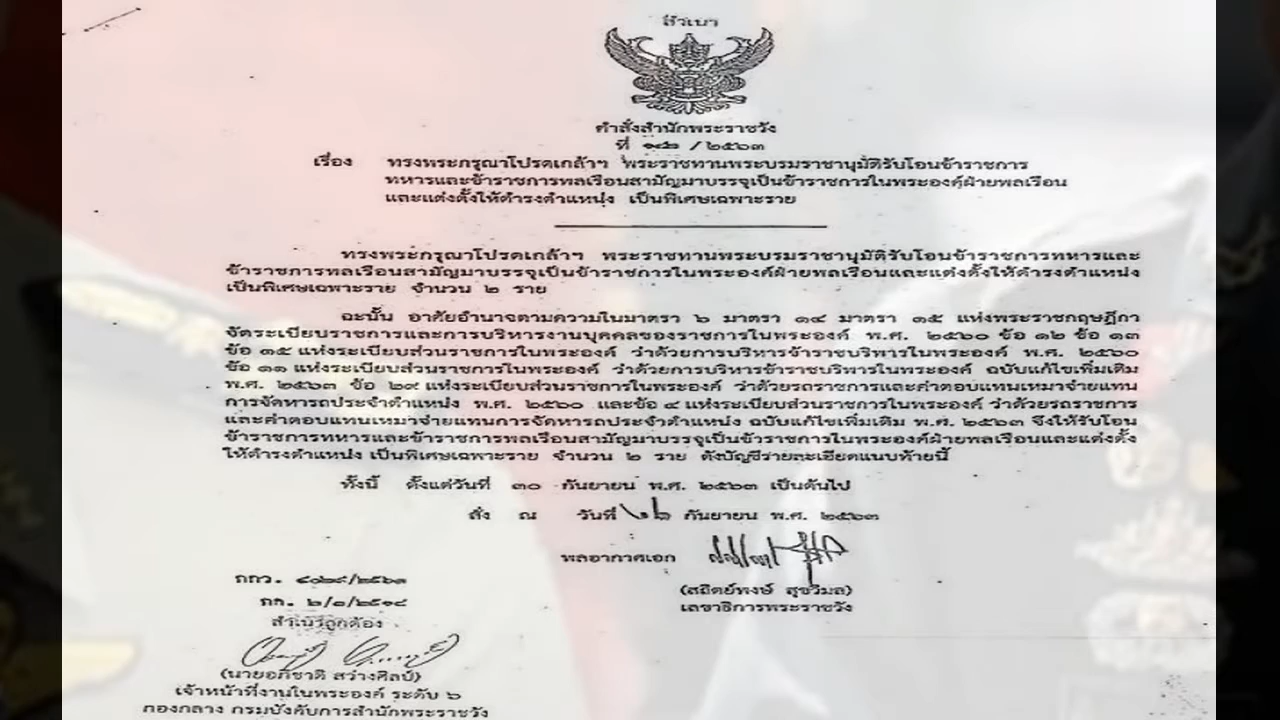 สำเนา
คำสั่งสำนักพระราชวัง
ที่ /๒๕๖๓
เรื่อง ทรงพระกรุณาโปรดเกล้าฯ พระราชทานพระบรมราชานุมัติรับโอนข้าราชการ
ทหารและข้าราชการพลเรือนสามัญมาบรรจุเป็นข้าราชการในพระองค์ฝ่ายพลเรือน
และแต่งตั้งให้ดำรงตำแหน่ง เป็นพิเศษเฉพาะราย
ทรงพระกรุณาโปรดเกล้าฯ พระราชทานพระบรมราชานุมัติรับโอนข้าราชการทหารและ
ข้าราชการพลเรือนสามัญมาบรรจุเป็นข้าราชการในพระองค์ฝ่ายพลเรือนและแต่งตั้งให้ดำรงตำแหน่ง
เป็นพิเศษเฉพาะราย จำนวน ๒ ราย
ฉะนั้น อาศัยอำนาจตามความในมาตรา ๖ มาตรา ๑๔ มาตรา ๑๕ แห่งพระราชกฤษฎีกา
จัดระเบียบราชการและการบริหารงานบุคคลของราชการในพระองค์ พ.ศ. ๒๕๖๐ ข้อ ๑๒ ข้อ ๑๓
ข้อ ๑๕ แห่งระเบียบส่วนราชการในพระองค์ ว่าด้วยการบริหารข้าราชบริพารในพระองค์ พ.ศ. ๒๕๖๐
ข้อ ๑๑ แห่งระเบียบส่วนราชการในพระองค์ ว่าด้วยการบริหารข้าราชบริพารในพระองค์ ฉบับแก้ไขเพิ่มเติม
พ.ศ. ๒๕๖๓ ข้อ ๒๙ แห่งระเบียบส่วนราชการในพระองค์ ว่าด้วยรถราชการและค่าตอบแทนเหมาจ่ายแทน
การจัดหารถประจำตำแหน่ง พ.ศ. ๒๕๖๐ และข้อ ๔ แห่งระเบียบส่วนราชการในพระองค์ ว่าด้วยรถราชการ
และค่าตอบแทนเหมาจ่ายแทนการจัดหารถประจำตำแหน่ง ฉบับแก้ไขเพิ่มเติม พ.ศ. ๒๕๖๓ จึงให้รับโอน
ข้าราชการทหารและข้าราชการพลเรือนสามัญมาบรรจุเป็นข้าราชการในพระองค์ฝ่ายพลเรือนและแต่งตั้ง
ให้ดำรงตำแหน่ง เป็นพิเศษเฉพาะราย จำนวน ๒ ราย ดังบัญชีรายละเอียดแนบท้ายนี้
ทั้งนี้ ตั้งแต่วันที่ ๓๐ กันยายน พ.ศ. ๒๕๖๓ เป็นต้นไป
สั่ง ณ วันที่ กันยายน พ.ศ. ๒๕๖๓
พลอากาศเอก
(สถิตย์พงษ์ สุขวิมล)
เลขาธิการพระราชวัง
สำเนาถูกต้อง
(นายอภิชาติ สว่างศิลป์)
เจ้าหน้าที่งานในพระองค์ ระดับ ๖
กองกลาง กรมบังคับการสำนักพระราชวัง